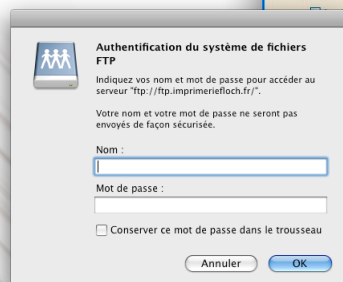 Authentification du système de fichiers
FTP
Indiquez vos nom et mot de passe pour accéder au
serveur "ftp://ftp.imprimeriefloch.fr/".
Votre nom et votre mot de passe ne seront pas
envoyés de façon sécurisée.
Nom :
Mot de passe :
Conserver ce mot de passe dans le trousseau
Annuler
OK